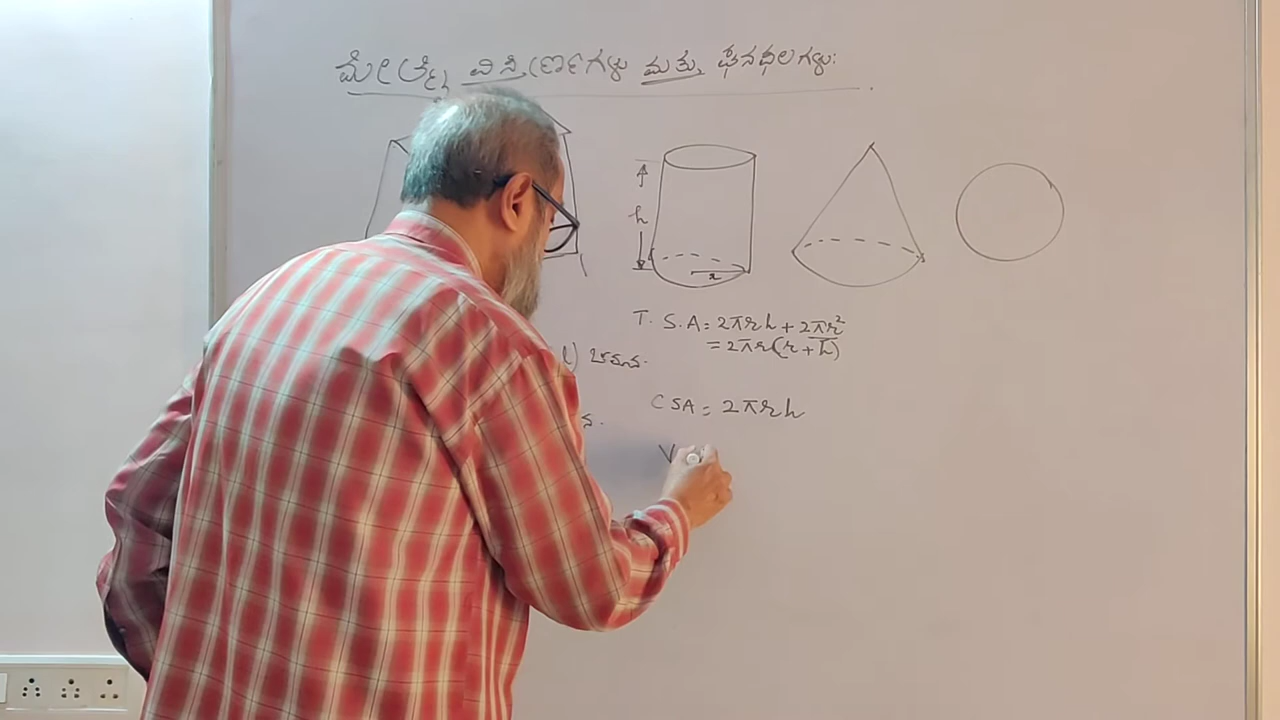 ಮೇಲ್ಮೈ ವಿಸ್ತೀರ್ಣಗಳು ಮತ್ತು ಘನಫಲಗಳು:
h
r
T. S.A = 2πrh + 2πr²
= 2πr(r + h)
CSA = 2πrh
V